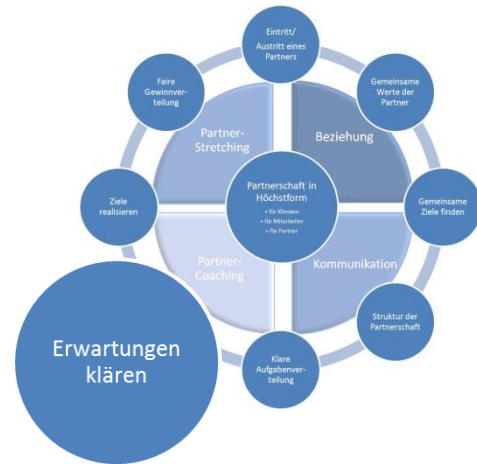 Eintritt/
Austritt eines
Partners
Faire
Gewinnver-
teilung
Gemeinsame
Werte der
Partner
Partner-
Stretching
Beziehung
Ziele
realisieren
Partnerschaft in
Höchstform
• für Klienten
• für Mitarbeiter
• für Partner
Gemeinsame
Ziele finden
Partner-
Coaching
Kommunikation
Erwartungen
klären
Struktur der
Partnerschaft
Klare
Aufgabenver-
teilung